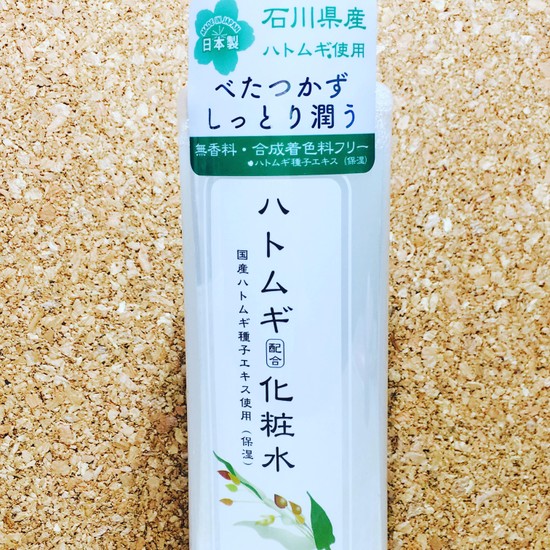 MADE IN JAPAN
日本製
石川県産
ハトムギ使用
べたつかず
しっとり潤う
無香料・合成着色料フリー
ハトムギ種子エキス（保湿）
ハトムギ
配合
化粧水
国産ハトムギ種子エキス使用（保湿）